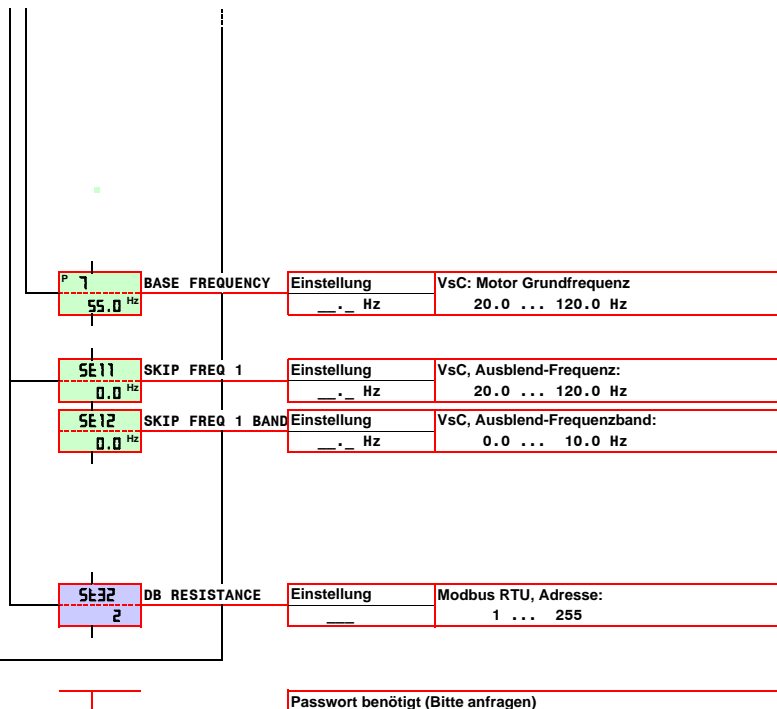 P 7 BASE FREQUENCY Einstellung VsC: Motor Grundfrequenz
55.0 Hz __._ Hz 20.0 ... 120.0 Hz
SE11 SKIP FREQ 1 Einstellung VsC, Ausblend-Frequenz:
0.0 Hz __._ Hz 20.0 ... 120.0 Hz
SE12 SKIP FREQ 1 BAND Einstellung VsC, Ausblend-Frequenzband:
0.0 Hz __._ Hz 0.0 ... 10.0 Hz
SE32 DB RESISTANCE Einstellung Modbus RTU, Adresse:
2 ___ 1 ... 255
Passwort benötigt (Bitte anfragen)